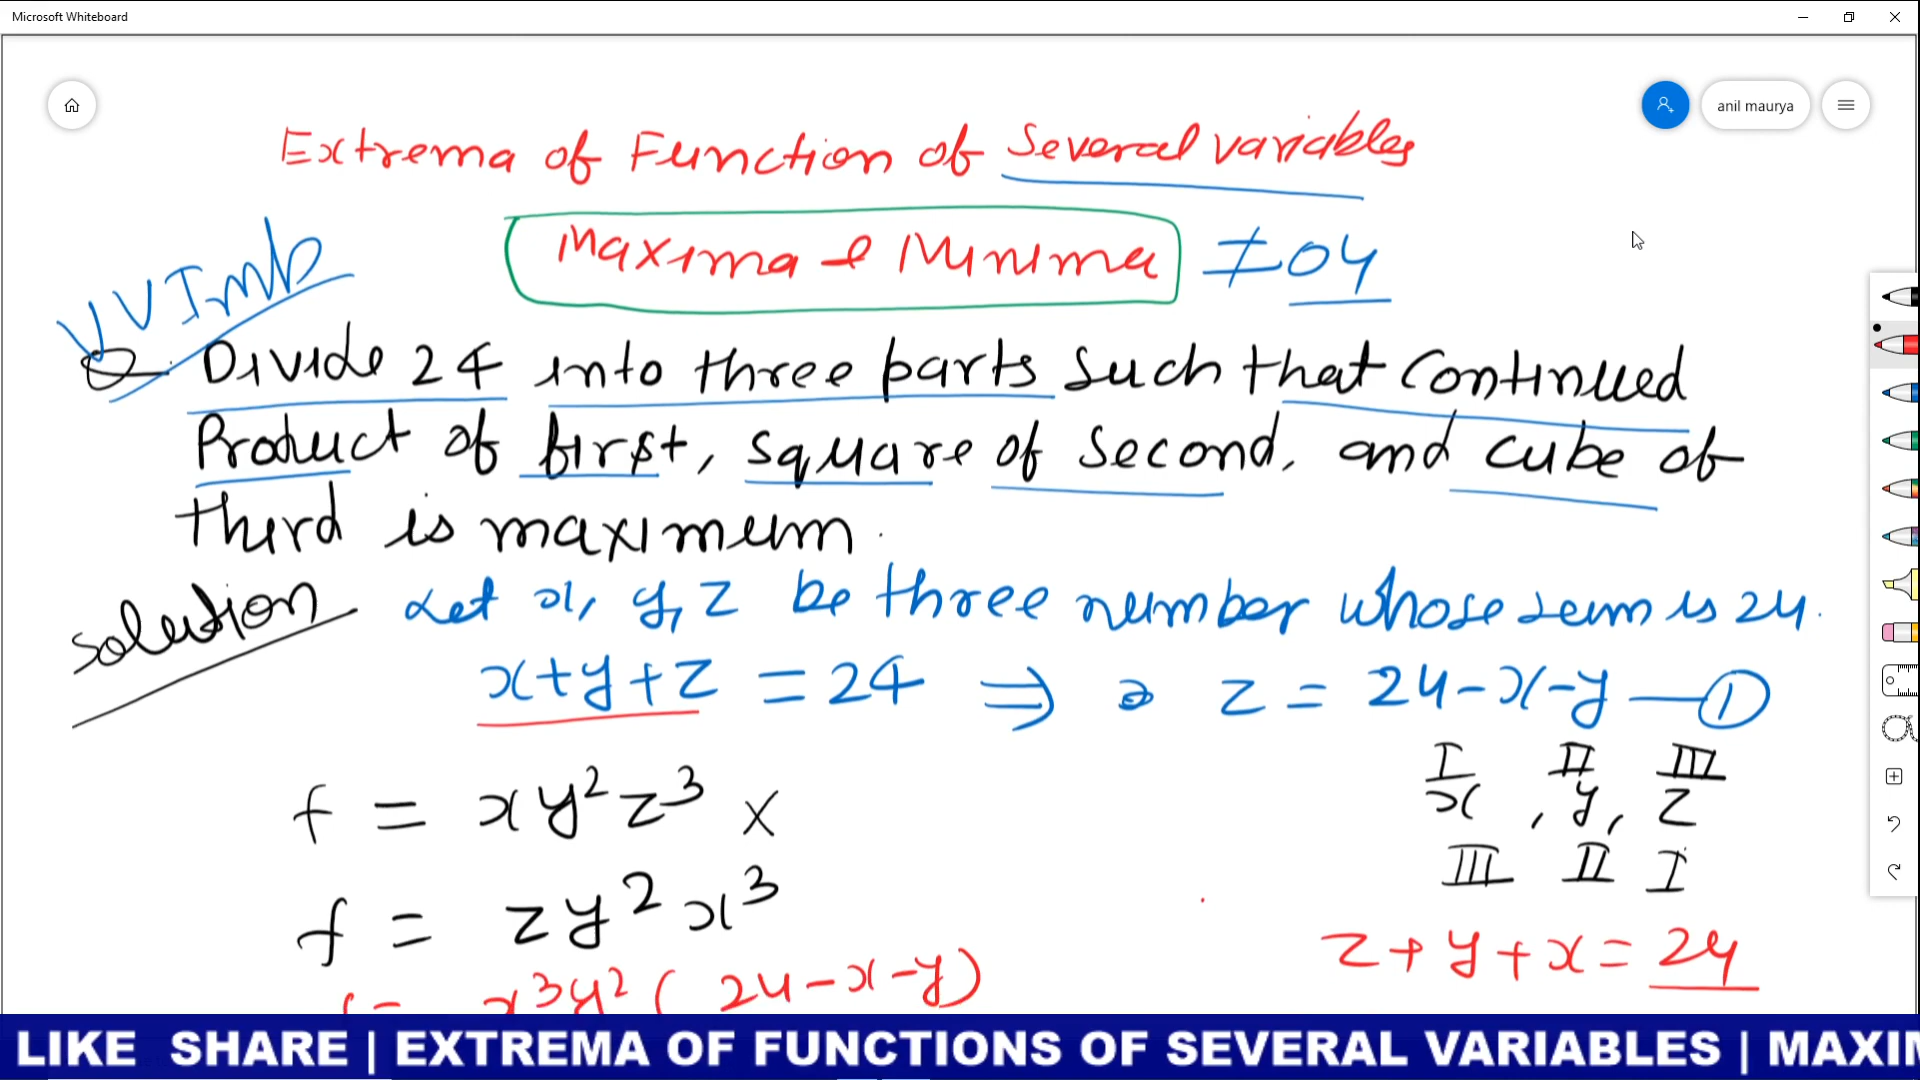 Microsoft Whiteboard
anil maurya
Extrema of Function of Several variables
Maxima & Minima #04
VVImp
Q. Divide 24 into three parts such that continued
Product of first, square of second, and cube of
third is maximum.
Solution Let x, y, z be three number whose sum is 24.
x+y+z = 24 ⇒ z = 24-x-y — ①
I II III
x, y, z
III II I
f = xy²z³ ×
f = zy²x³
z+y+x = 24
f = x³y² (24-x-y)
LIKE SHARE | EXTREMA OF FUNCTIONS OF SEVERAL VARIABLES | MAXIM